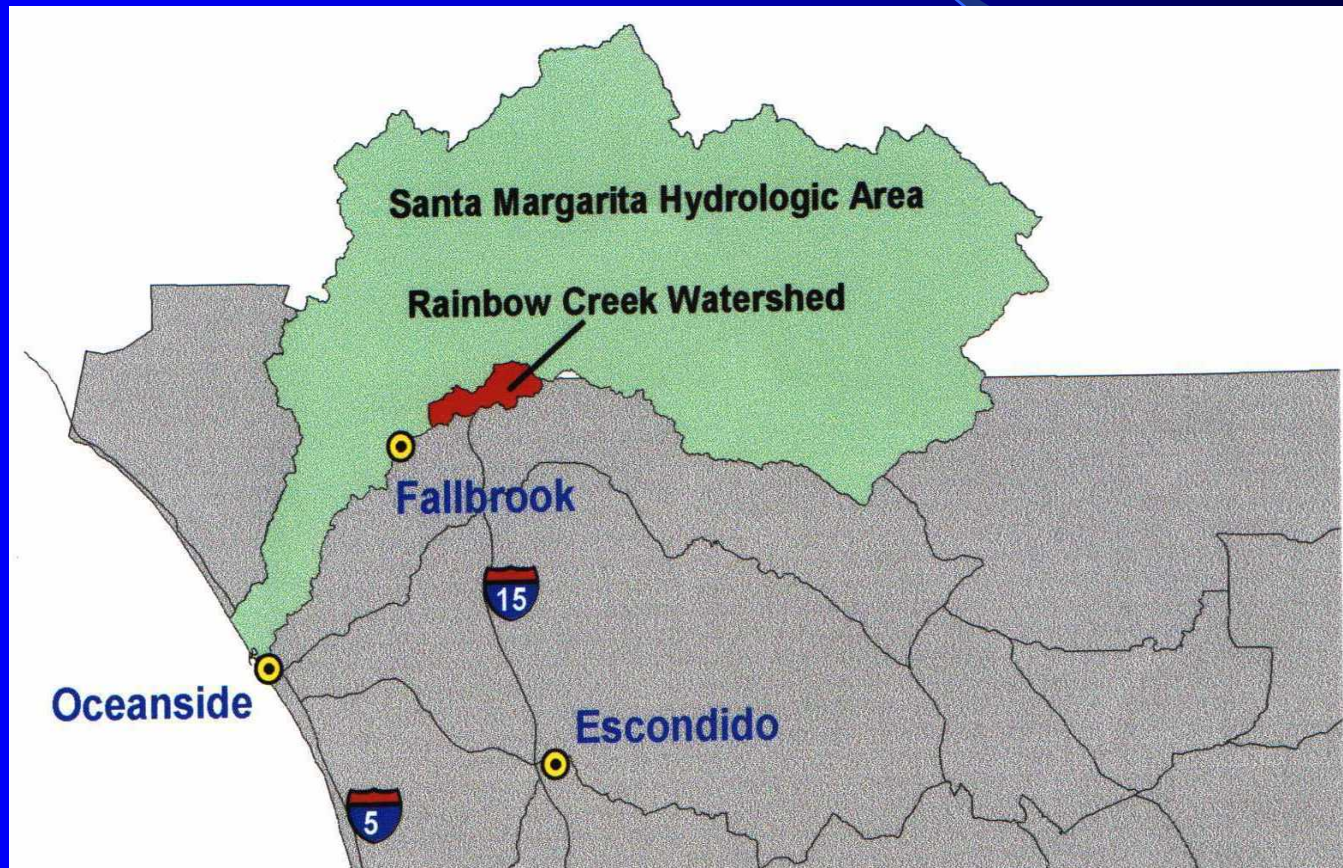 Santa Margarita Hydrologic Area
Rainbow Creek Watershed
Fallbrook
15
Oceanside
Escondido
5